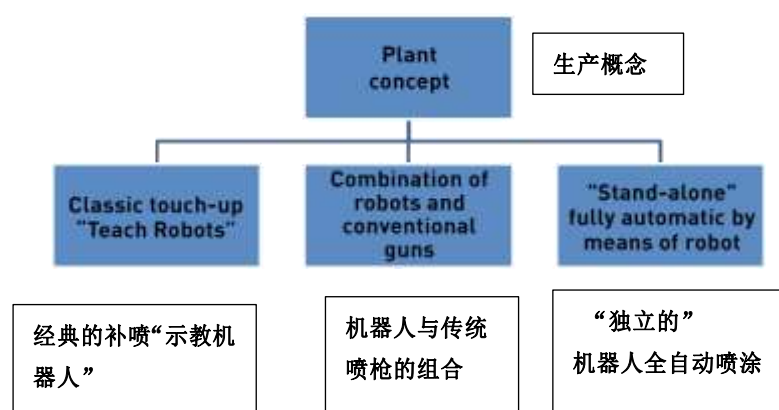 Plant
concept
生产概念
Classic touch-up
"Teach Robots"
Combination of
robots and
conventional
guns
"Stand-alone"
fully automatic by
means of robot
经典的补喷“示教机
器人”
机器人与传统
喷枪的组合
“独立的”
机器人全自动喷涂